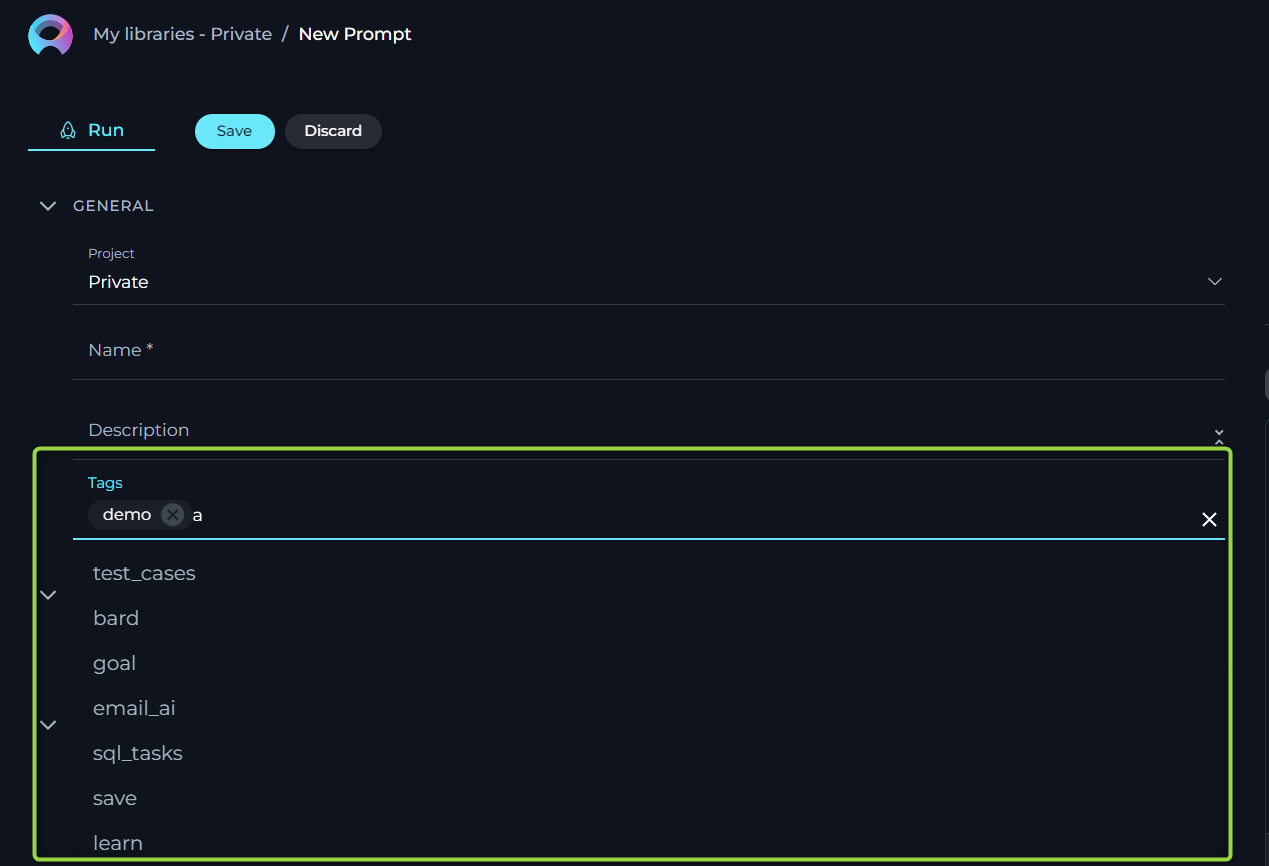 My libraries - Private / New Prompt
Run Save Discard
GENERAL
Project
Private
Name *
Description
Tags
demo a
test_cases
bard
goal
email_ai
sql_tasks
save
learn